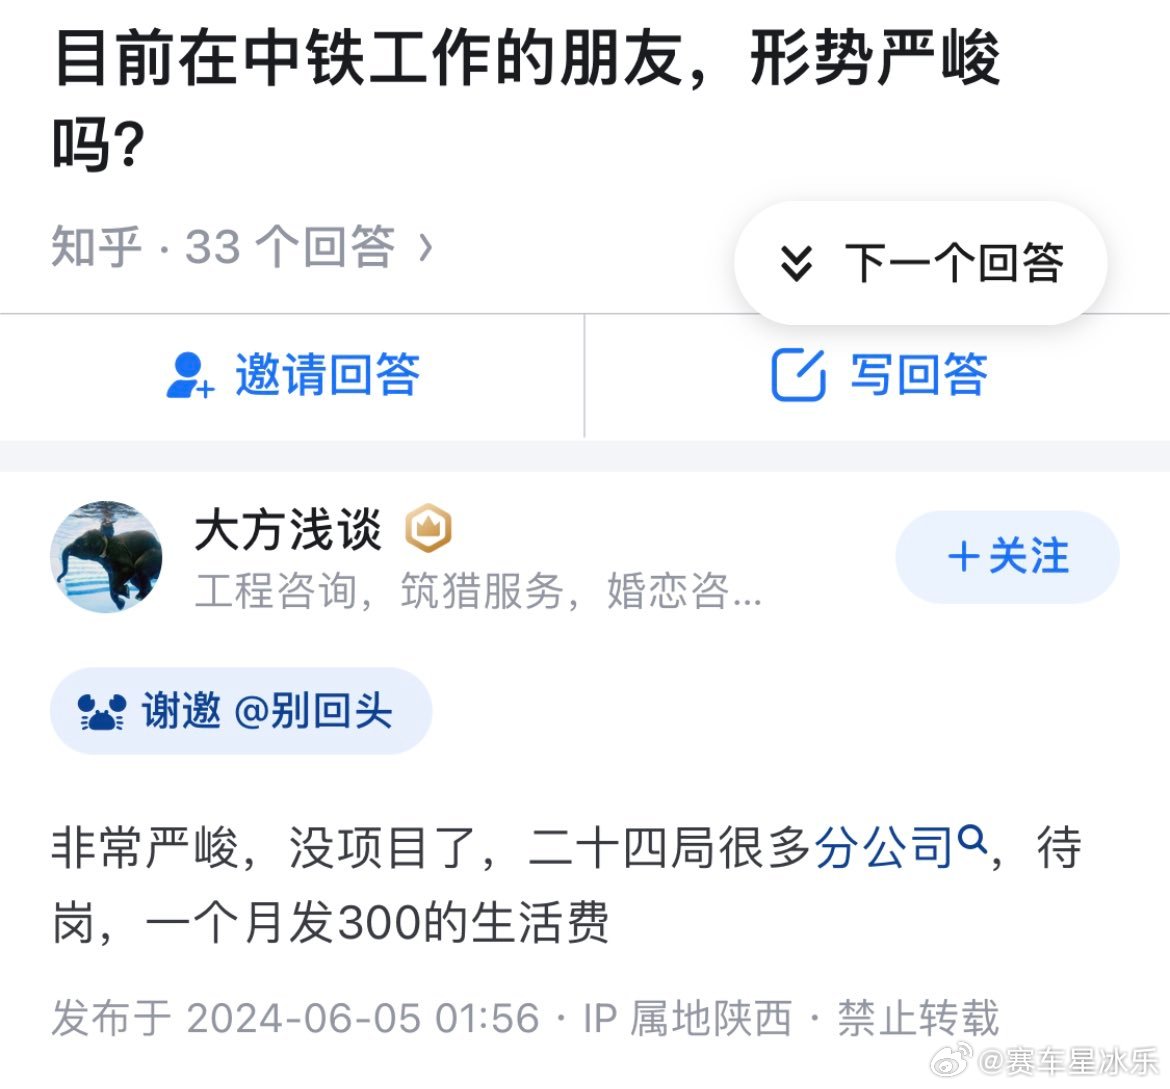 目前在中铁工作的朋友，形势严峻
吗？
知乎 · 33 个回答 ›
下一个回答
邀请回答
写回答
大方浅谈
工程咨询，筑猎服务，婚恋咨...
＋关注
谢邀 @别回头
非常严峻，没项目了，二十四局很多分公司，待
岗，一个月发300的生活费
发布于 2024-06-05 01:56 · IP 属地陕西 · 禁止转载
@赛车星冰乐